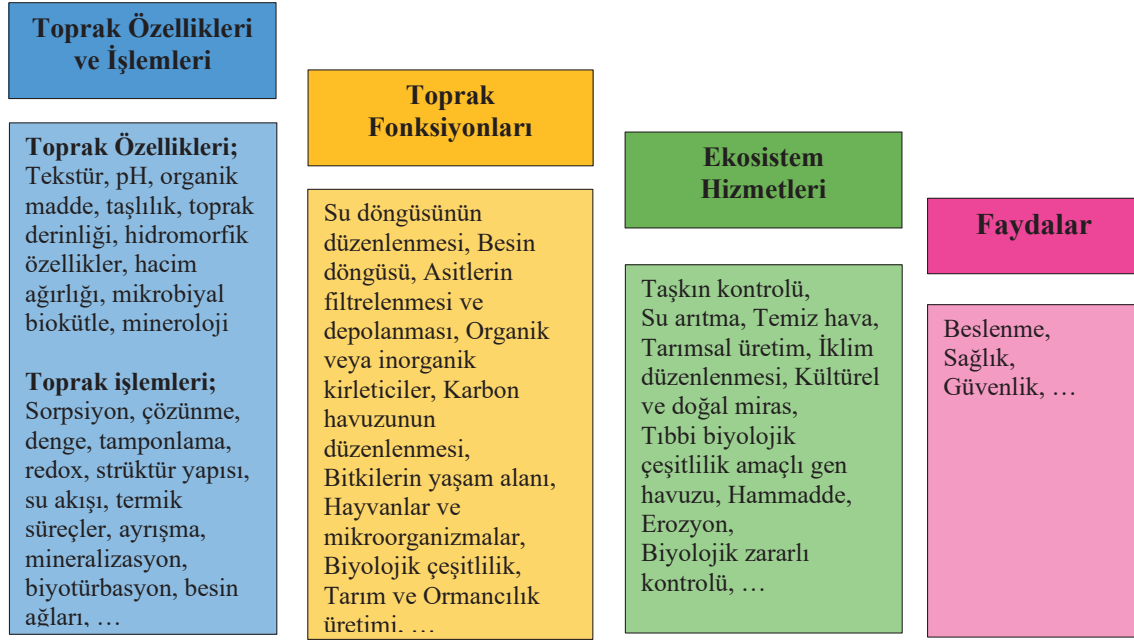 Toprak Özellikleri
ve İşlemleri
Toprak Özellikleri;
Tekstür, pH, organik
madde, taşlılık, toprak
derinliği, hidromorfik
özellikler, hacim
ağırlığı, mikrobiyal
biokütle, mineroloji
Toprak işlemleri;
Sorpsiyon, çözünme,
denge, tamponlama,
redox, strüktür yapısı,
su akışı, termik
süreçler, ayrışma,
mineralizasyon,
biyotürbasyon, besin
ağları, …
Toprak
Fonksiyonları
Su döngüsünün
düzenlenmesi, Besin
döngüsü, Asitlerin
filtrelenmesi ve
depolanması, Organik
veya inorganik
kirleticiler, Karbon
havuzunun
düzenlenmesi,
Bitkilerin yaşam alanı,
Hayvanlar ve
mikroorganizmalar,
Biyolojik çeşitlilik,
Tarım ve Ormancılık
üretimi, …
Ekosistem
Hizmetleri
Taşkın kontrolü,
Su arıtma, Temiz hava,
Tarımsal üretim, İklim
düzenlenmesi, Kültürel
ve doğal miras,
Tıbbi biyolojik
çeşitlilik amaçlı gen
havuzu, Hammadde,
Erozyon,
Biyolojik zararlı
kontrolü, …
Faydalar
Beslenme,
Sağlık,
Güvenlik, …